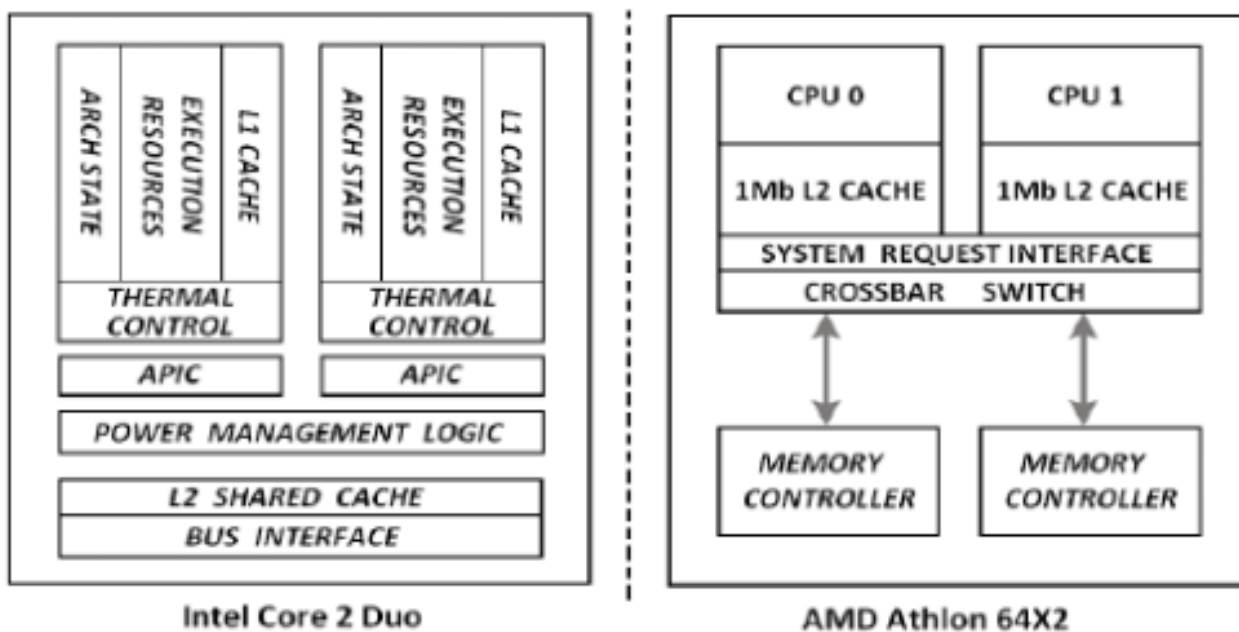 ARCH STATE
EXECUTION
RESOURCES
L1 CACHE
THERMAL
CONTROL
APIC
ARCH STATE
EXECUTION
RESOURCES
L1 CACHE
THERMAL
CONTROL
APIC
POWER MANAGEMENT LOGIC
L2 SHARED CACHE
BUS INTERFACE
Intel Core 2 Duo
CPU 0
CPU 1
1Mb L2 CACHE
1Mb L2 CACHE
SYSTEM REQUEST INTERFACE
CROSSBAR SWITCH
MEMORY
CONTROLLER
MEMORY
CONTROLLER
AMD Athlon 64X2